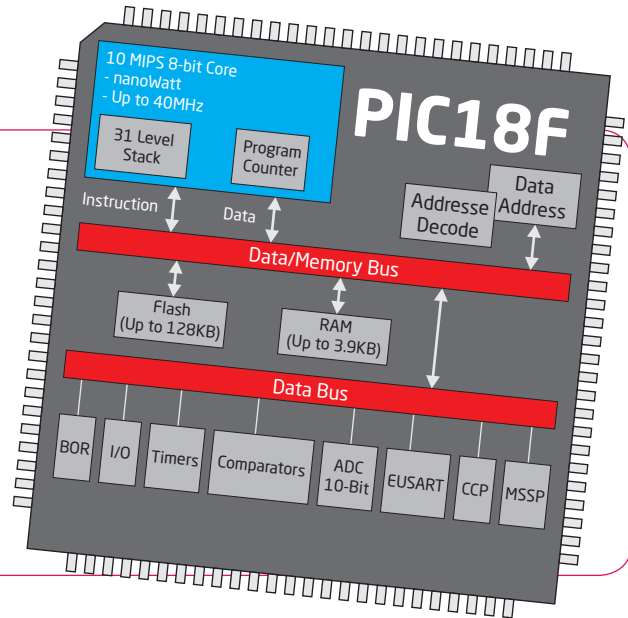 10 MIPS 8-bit Core
- nanoWatt
- Up to 40MHz
PIC18F
31 Level
Stack
Program
Counter
Data
Address
Addresse
Decode
Instruction
Data
Data/Memory Bus
Flash
(Up to 128KB)
RAM
(Up to 3.9KB)
Data Bus
BOR
I/O
Timers
Comparators
ADC
10-Bit
EUSART
CCP
MSSP